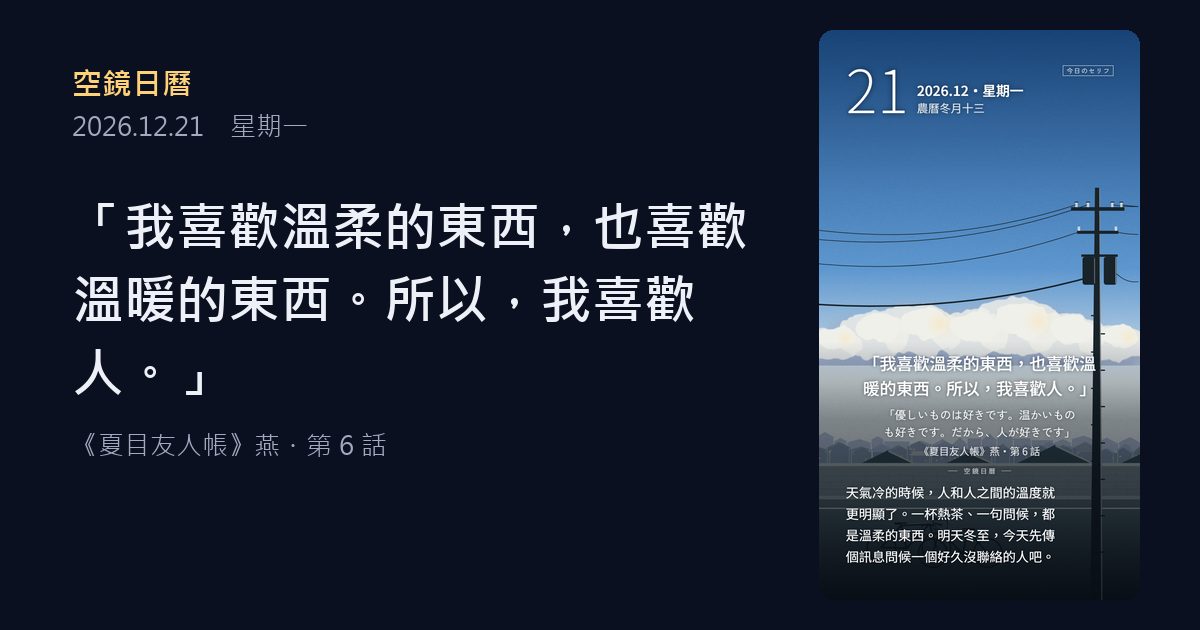 空鏡日曆
2026.12.21 星期一
「我喜歡溫柔的東西，也喜歡
溫暖的東西。所以，我喜歡
人。」
《夏目友人帳》燕．第 6 話
21
2026.12・星期一
農曆冬月十三
今日のセリフ
「我喜歡溫柔的東西，也喜歡溫
暖的東西。所以，我喜歡人。」
「優しいものは好きです。温かいもの
も好きです。だから、人が好きです」
《夏目友人帳》燕・第 6 話
空鏡日曆
天氣冷的時候，人和人之間的溫度就
更明顯了。一杯熱茶、一句問候，都
是溫柔的東西。明天冬至，今天先傳
個訊息問候一個好久沒聯絡的人吧。